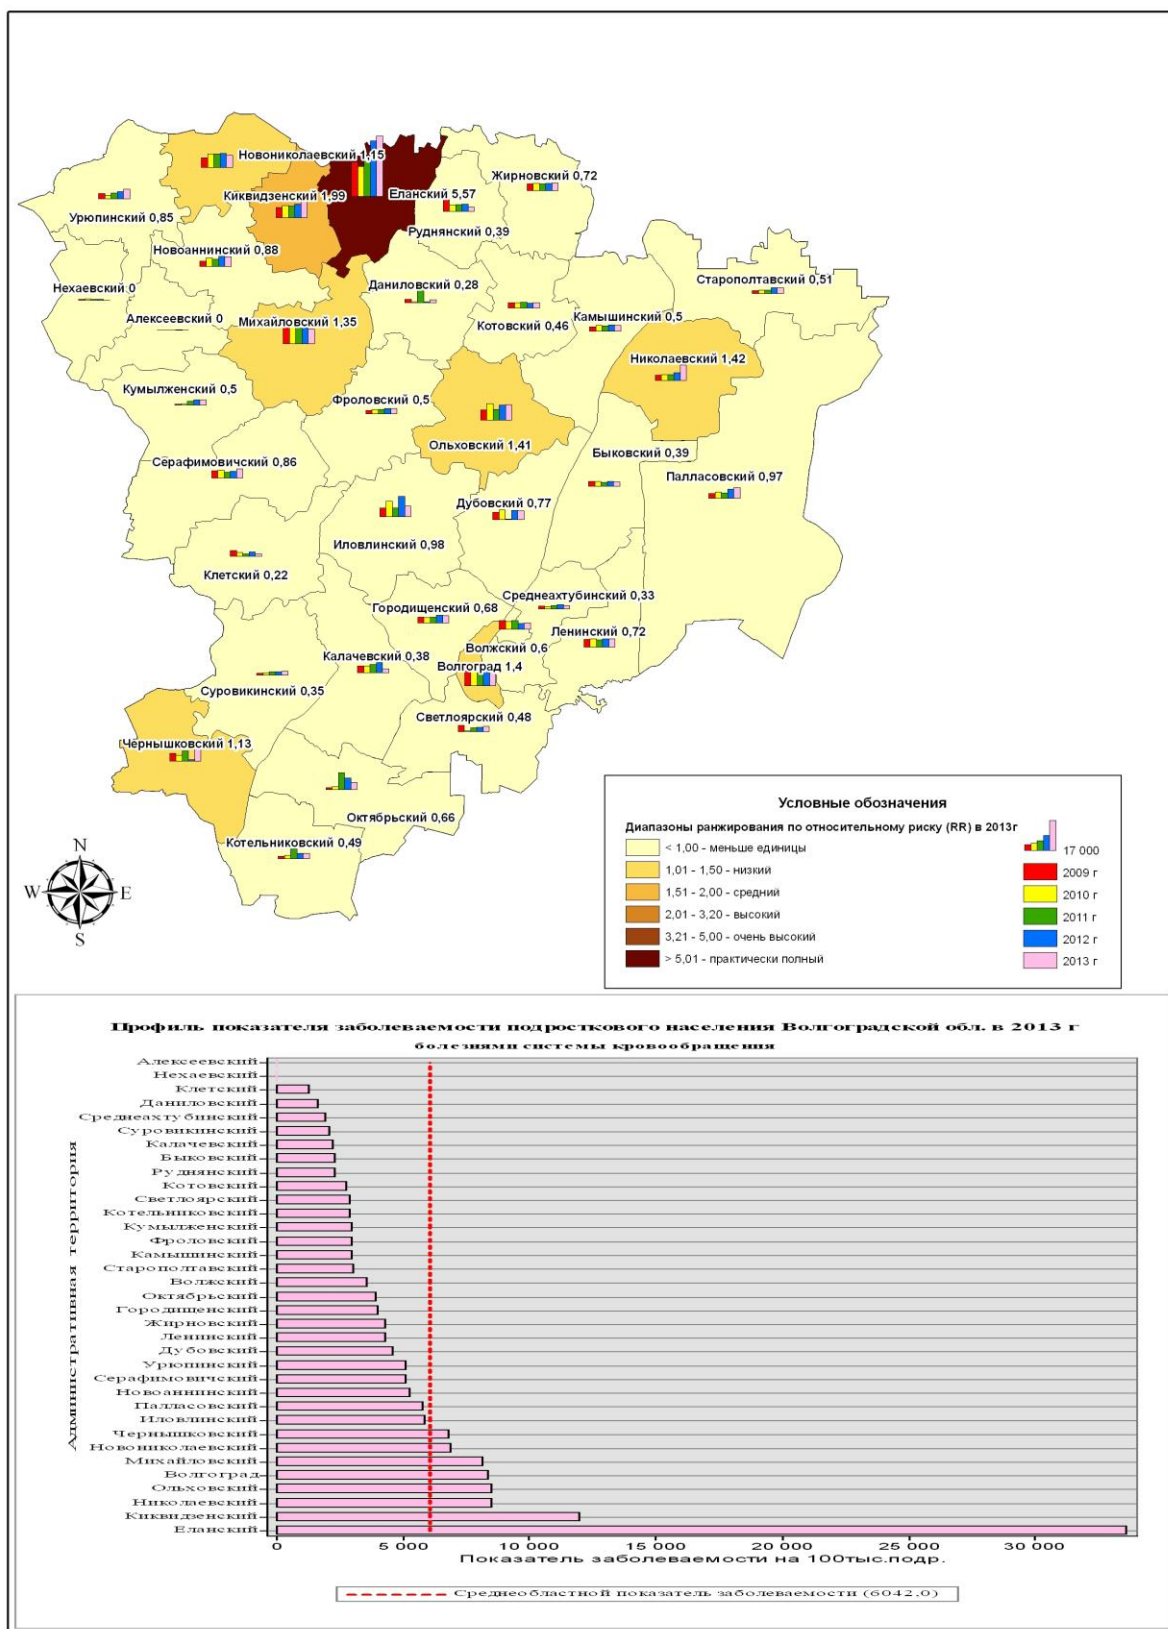 Новониколаевский 1,15
Жирновский 0,72
Киквидзенский 1,99
Еланский 5,57
Урюпинский 0,85
Руднянский 0,39
Новоаннинский 0,88
Старополтавский 0,51
Нехаевский 0
Даниловский 0,28
Алексеевский 0
Михайловский 1,35
Котовский 0,46
Камышинский 0,5
Николаевский 1,42
Кумылженский 0,5
Фроловский 0,5
Ольховский 1,41
Быковский 0,39
Серафимовичский 0,86
Палласовский 0,97
Дубовский 0,77
Иловлинский 0,98
Клетский 0,22
Среднеахтубинский 0,33
Городищенский 0,68
Ленинский 0,72
Волжский 0,6
Калачевский 0,38
Волгоград 1,4
Суровикинский 0,35
Светлоярский 0,48
Чернышковский 1,13
Октябрьский 0,66
Котельниковский 0,49
N
W E
S
Условные обозначения
Диапазоны ранжирования по относительному риску (RR) в 2013г
< 1,00 - меньше единицы
1,01 - 1,50 - низкий
1,51 - 2,00 - средний
2,01 - 3,20 - высокий
3,21 - 5,00 - очень высокий
> 5,01 - практически полный
17 000
2009 г
2010 г
2011 г
2012 г
2013 г
Профиль показателя заболеваемости подросткового населения Волгоградской обл. в 2013 г
болезнями системы кровообращения
Административная территория
Алексеевский
Нехаевский
Клетский
Даниловский
Среднеахтубинский
Суровикинский
Калачевский
Быковский
Руднянский
Котовский
Светлоярский
Котельниковский
Кумылженский
Фроловский
Камышинский
Старополтавский
Волжский
Октябрьский
Городищенский
Жирновский
Ленинский
Дубовский
Урюпинский
Серафимовичский
Новоаннинский
Палласовский
Иловлинский
Чернышковский
Новониколаевский
Михайловский
Волгоград
Ольховский
Николаевский
Киквидзенский
Еланский
0 5 000 10 000 15 000 20 000 25 000 30 000
Показатель заболеваемости на 100тыс.подр.
Среднеобластной показатель заболеваемости (6042.0)